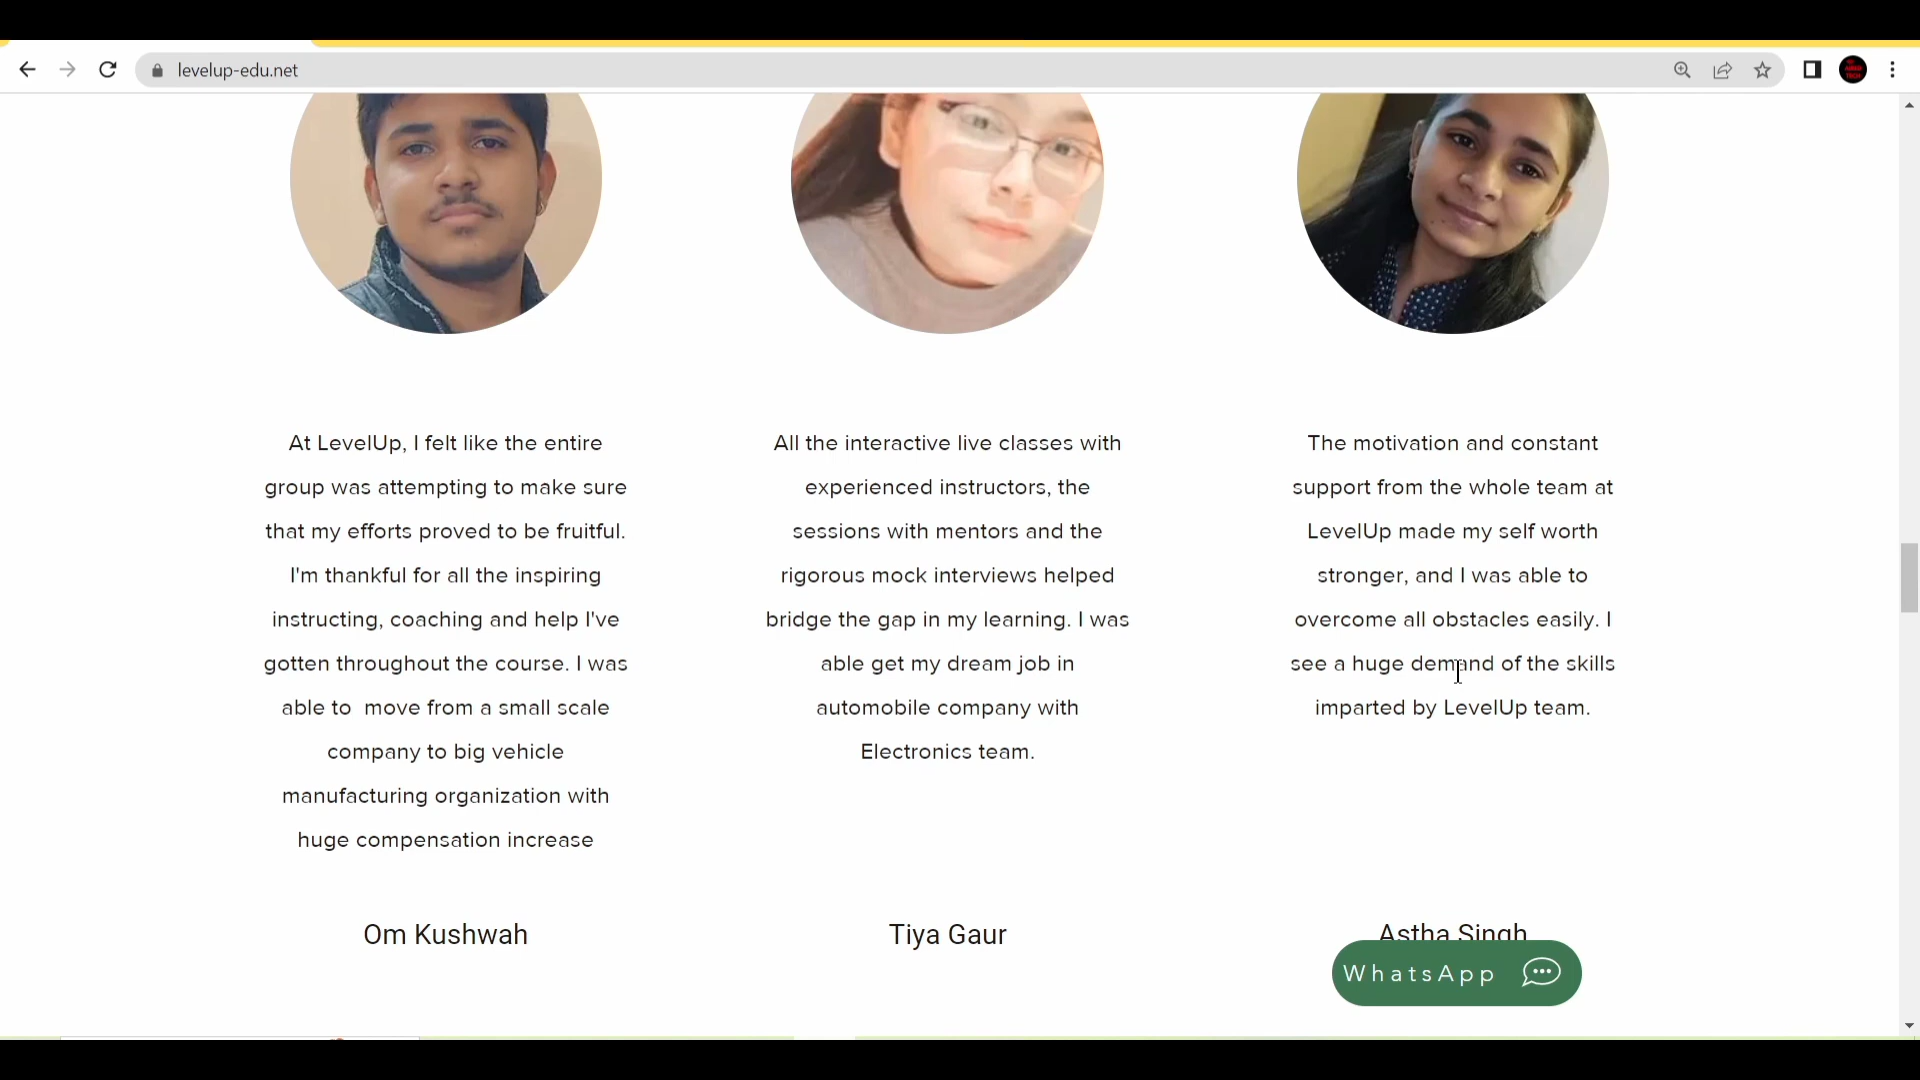 levelup-edu.net
At LevelUp, I felt like the entire
group was attempting to make sure
that my efforts proved to be fruitful.
I'm thankful for all the inspiring
instructing, coaching and help I've
gotten throughout the course. I was
able to  move from a small scale
company to big vehicle
manufacturing organization with
huge compensation increase
Om Kushwah
All the interactive live classes with
experienced instructors, the
sessions with mentors and the
rigorous mock interviews helped
bridge the gap in my learning. I was
able get my dream job in
automobile company with
Electronics team.
Tiya Gaur
The motivation and constant
support from the whole team at
LevelUp made my self worth
stronger, and I was able to
overcome all obstacles easily. I
see a huge demand of the skills
imparted by LevelUp team.
Astha Singh
WhatsApp